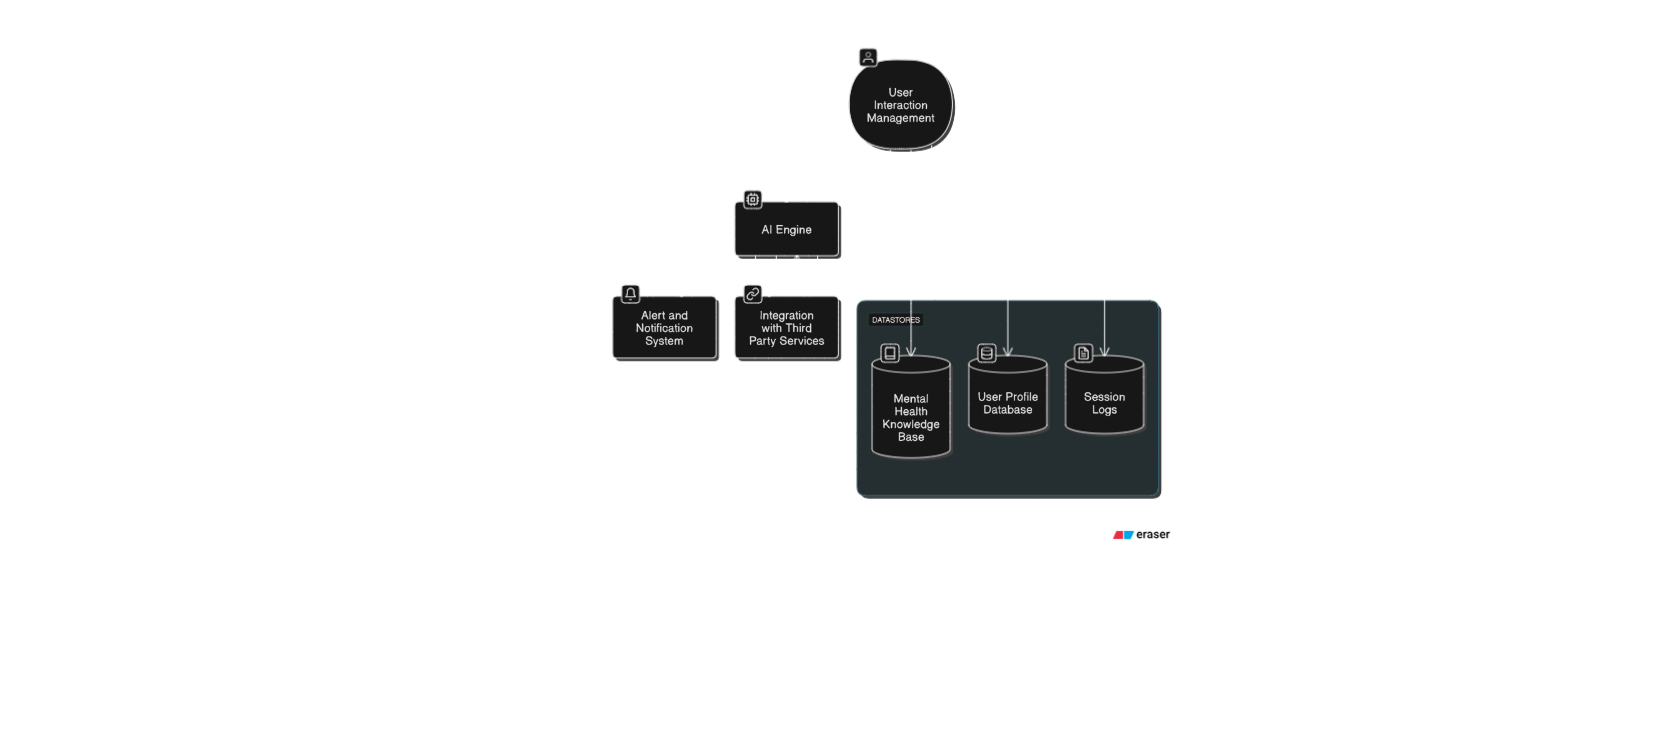 User
Interaction
Management
AI Engine
Alert and
Notification
System
Integration
with Third
Party Services
DATASTORES
Mental
Health
Knowledge
Base
User Profile
Database
Session
Logs
eraser